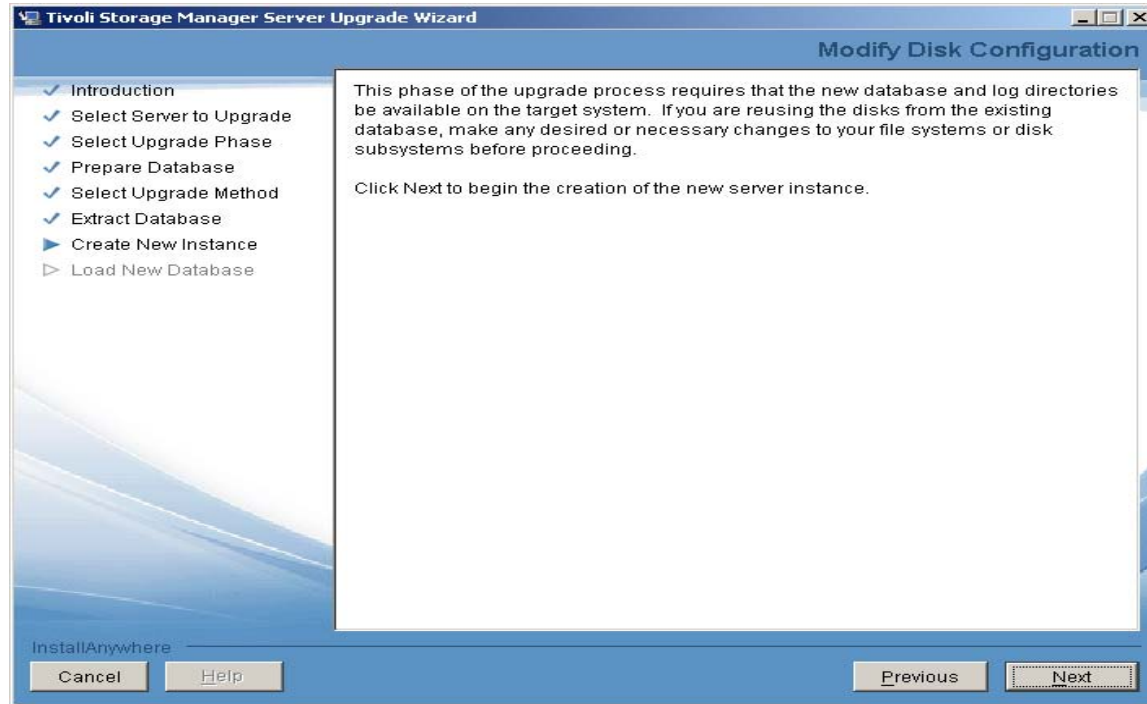 Tivoli Storage Manager Server Upgrade Wizard
Modify Disk Configuration
Introduction
Select Server to Upgrade
Select Upgrade Phase
Prepare Database
Select Upgrade Method
Extract Database
Create New Instance
Load New Database
This phase of the upgrade process requires that the new database and log directories
be available on the target system. If you are reusing the disks from the existing
database, make any desired or necessary changes to your file systems or disk
subsystems before proceeding.
Click Next to begin the creation of the new server instance.
InstallAnywhere
Cancel
Help
Previous
Next